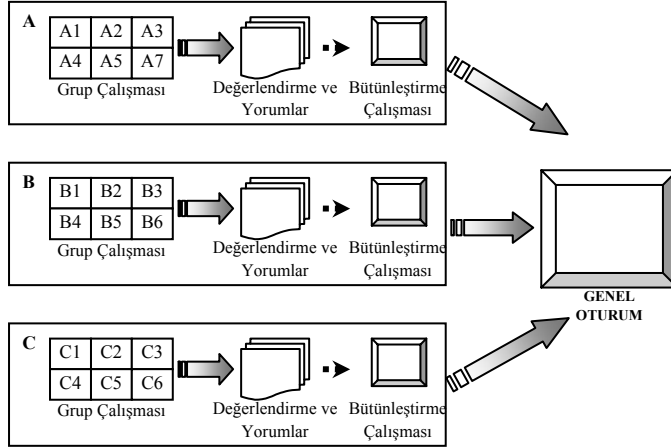 A
A1 A2 A3
A4 A5 A7
Grup Çalışması
Değerlendirme ve
Yorumlar
Bütünleştirme
Çalışması
B
B1 B2 B3
B4 B5 B6
Grup Çalışması
Değerlendirme ve
Yorumlar
Bütünleştirme
Çalışması
GENEL
OTURUM
C
C1 C2 C3
C4 C5 C6
Grup Çalışması
Değerlendirme ve
Yorumlar
Bütünleştirme
Çalışması